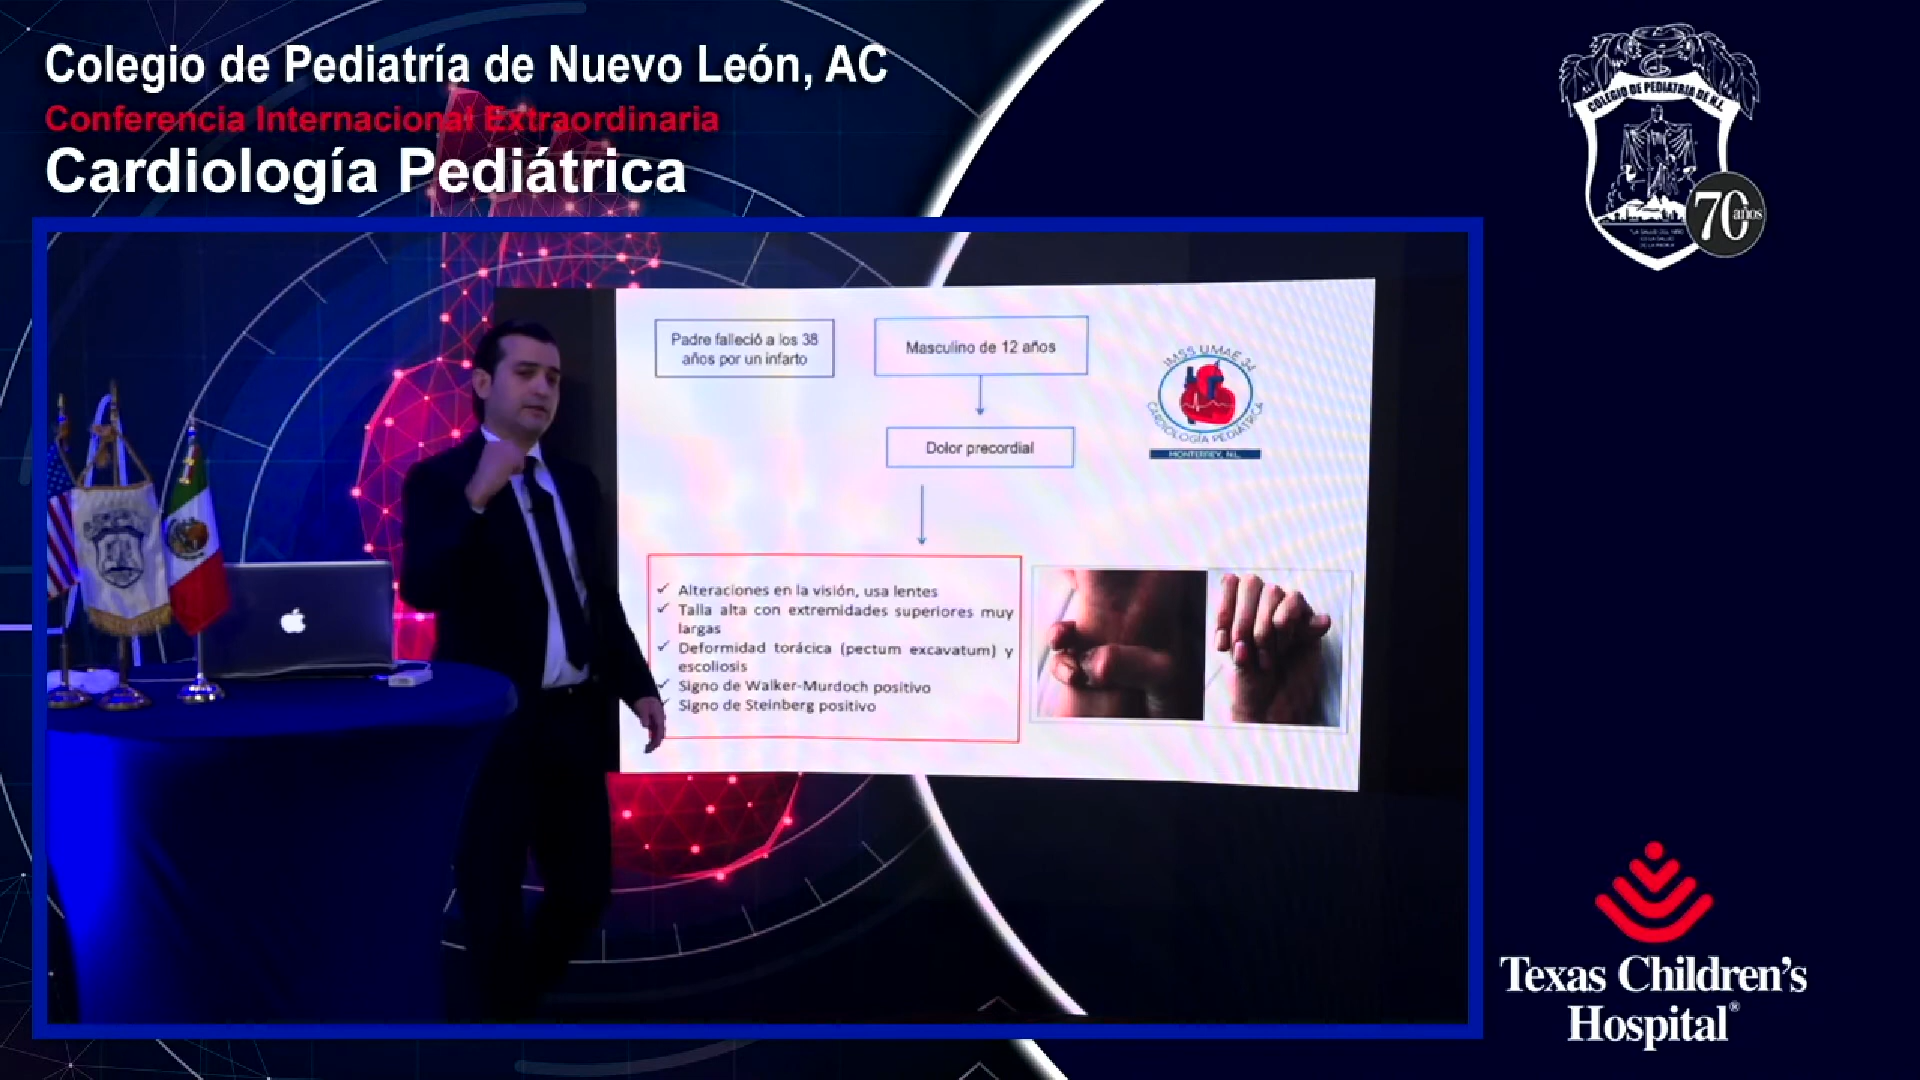 Colegio de Pediatría de Nuevo León, AC
Conferencia Internacional Extraordinaria
Cardiología Pediátrica
COLEGIO DE PEDIATRIA DE N.L.
70 años
Padre falleció a los 38
años por un infarto
Masculino de 12 años
IMSS UMAE 34
CARDIOLOGÍA PEDIATRICA
MONTERREY, N.L.
Dolor precordial
✓ Alteraciones en la visión, usa lentes
✓ Talla alta con extremidades superiores muy
largas
✓ Deformidad torácica (pectum excavatum) y
escoliosis
✓ Signo de Walker-Murdoch positivo
✓ Signo de Steinberg positivo
Texas Children's
Hospital®